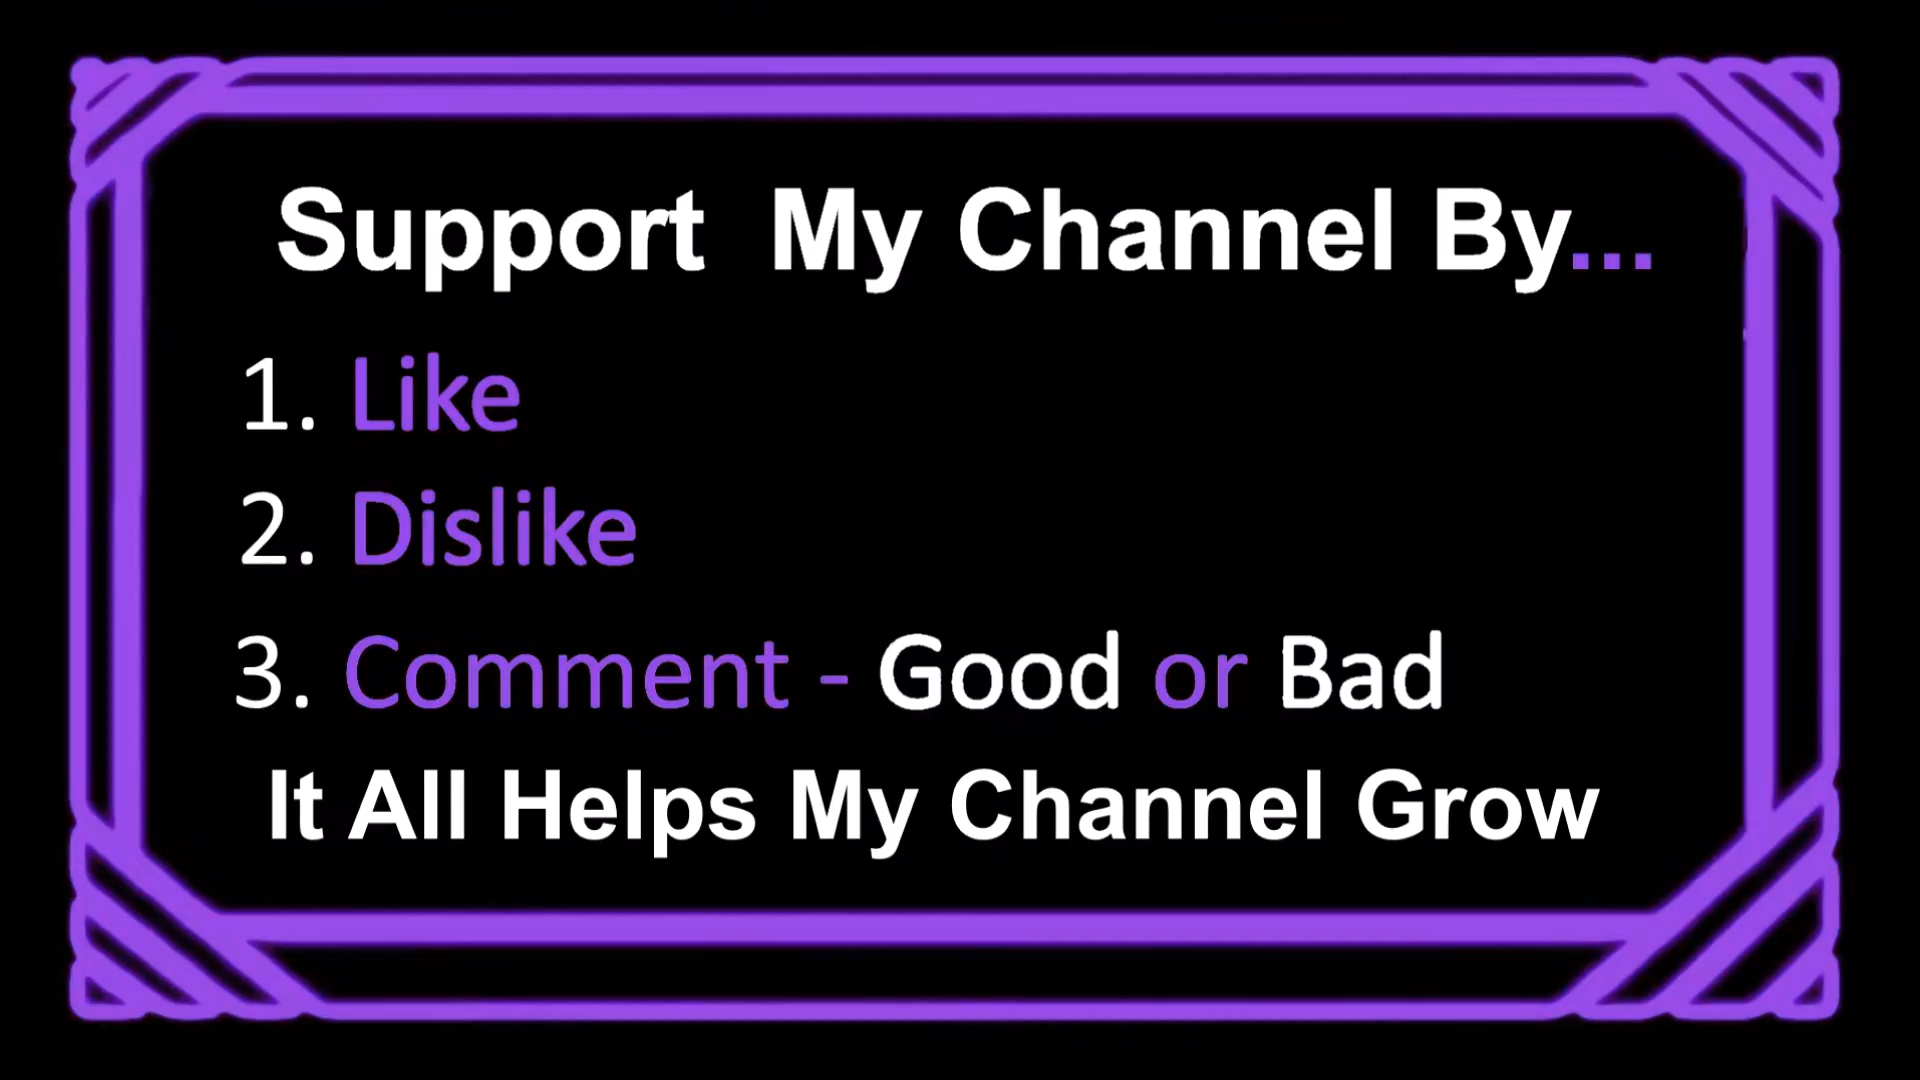 Support My Channel By...
1. Like
2. Dislike
3. Comment - Good or Bad
It All Helps My Channel Grow